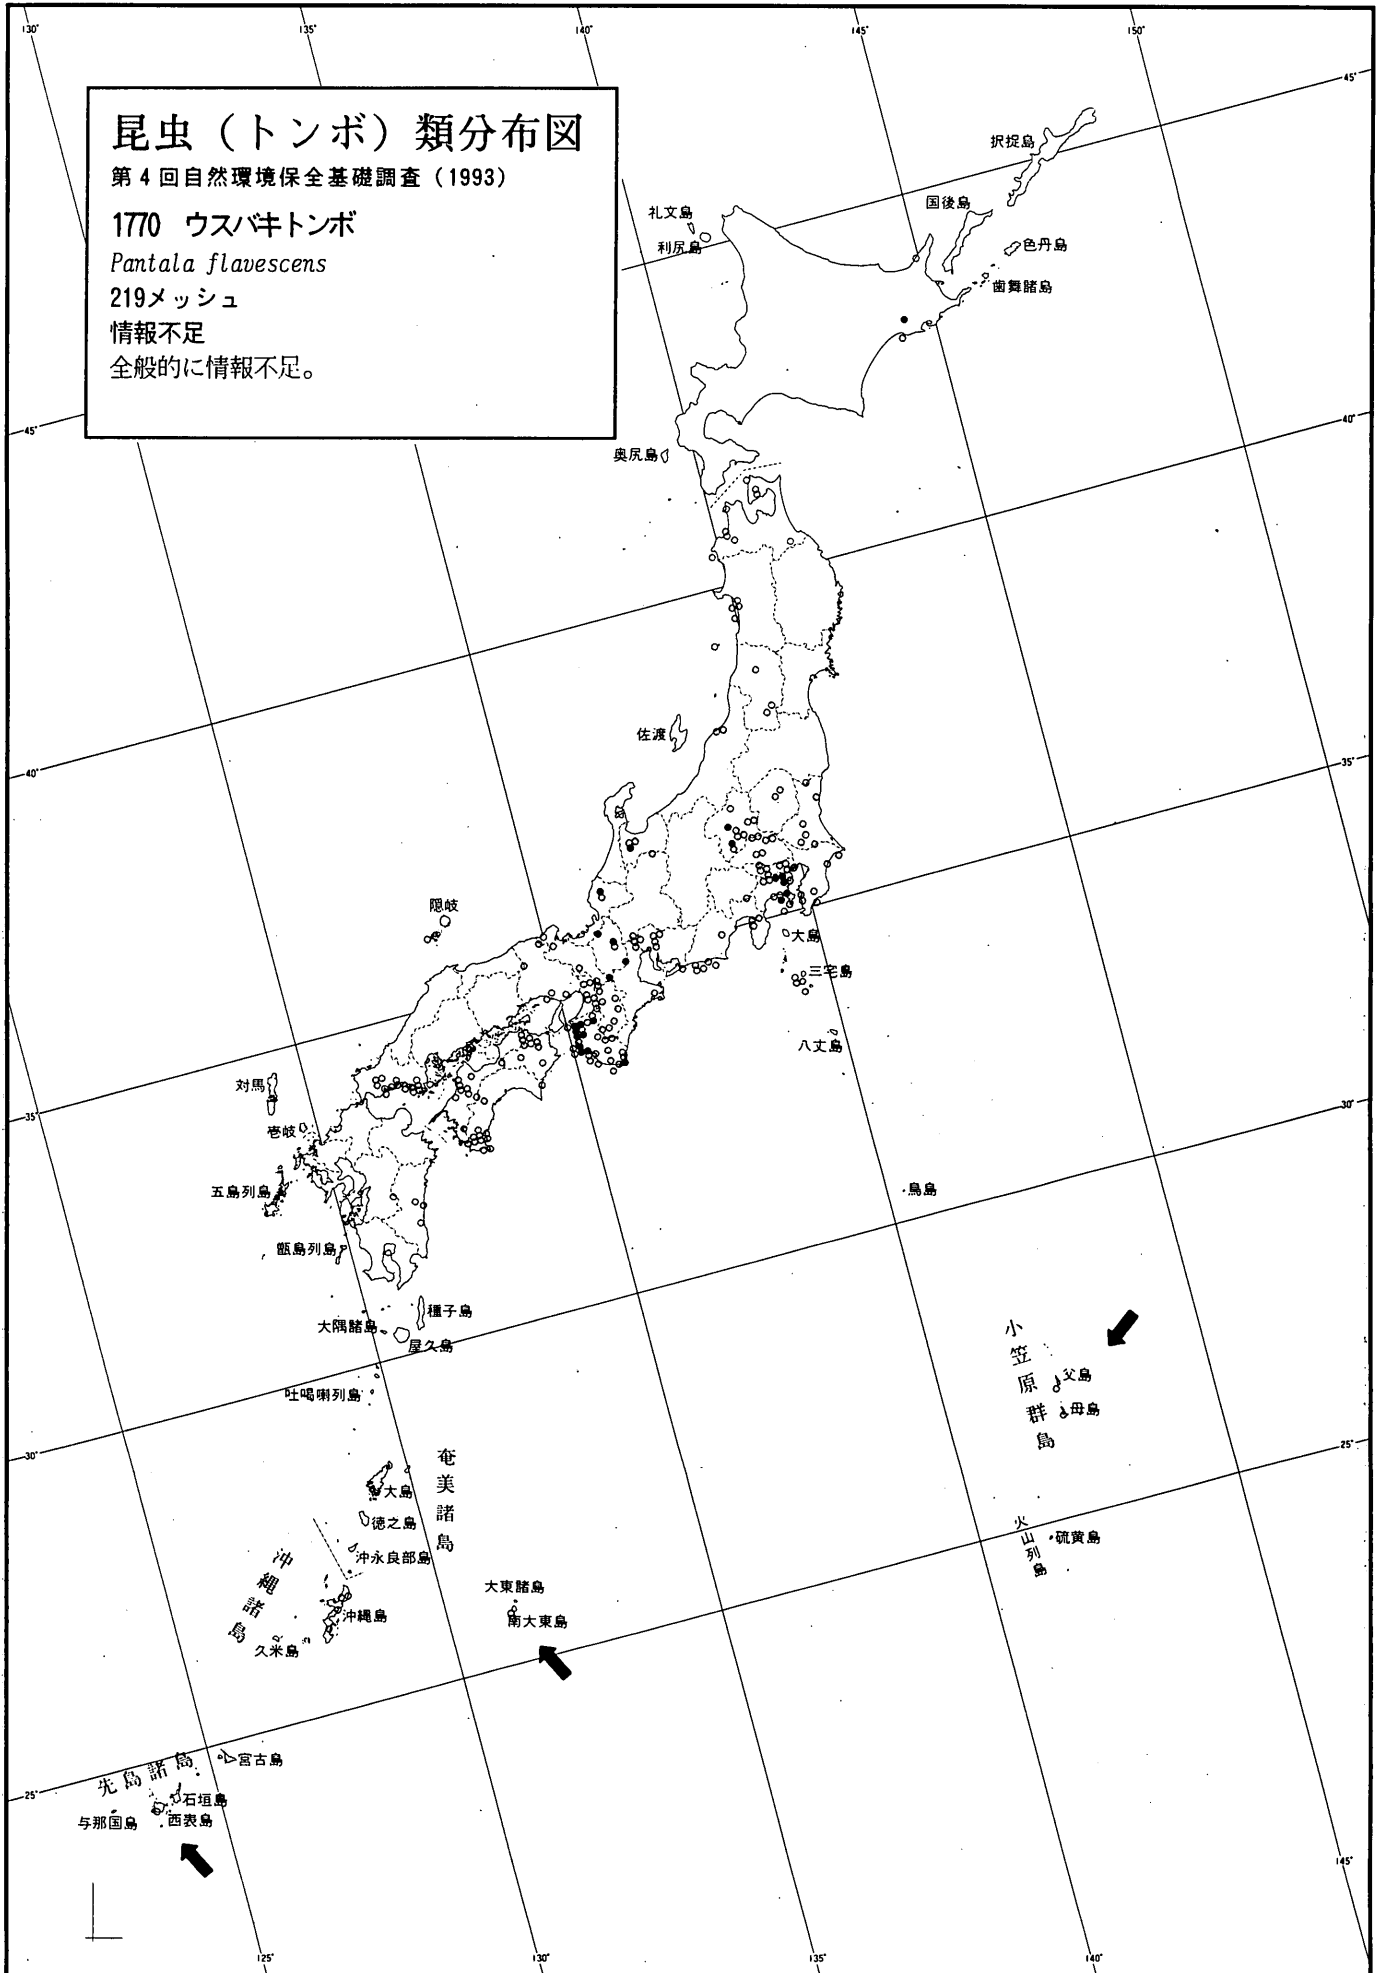 130°
135°
140°
145°
150°
昆虫（トンボ）類分布図
第4回自然環境保全基礎調査（1993）
1770　ウスバキトンボ
Pantala flavescens
219メッシュ
情報不足
全般的に情報不足。
45°
択捉島
国後島
色丹島
歯舞諸島
礼文島
利尻島
奥尻島
45°
40°
佐渡
40°
35°
隠岐
大島
三宅島
八丈島
対馬
壱岐
35°
30°
五島列島
甑島列島
鳥島
種子島
大隅諸島
屋久島
吐噶喇列島
小笠原群島
父島
母島
30°
25°
奄美諸島
大島
徳之島
沖永良部島
火山列島
硫黄島
沖縄諸島
沖縄島
久米島
大東諸島
南大東島
先島諸島
宮古島
石垣島
西表島
与那国島
25°
145°
125°
130°
135°
140°